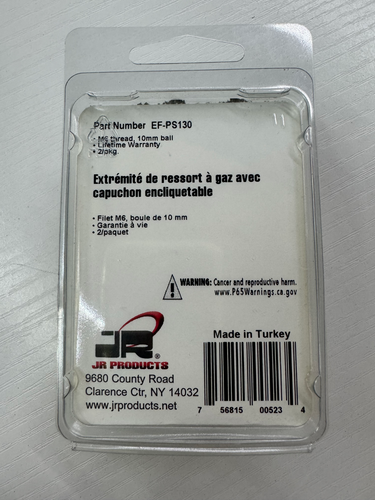 Part Number EF-PS130
• M6 thread, 10mm ball
• Lifetime Warranty
• 2/pkg.
Extrémité de ressort à gaz avec
capuchon encliquetable
• Filet M6, boule de 10 mm
• Garantie à vie
• 2/paquet
WARNING: Cancer and reproductive harm.
www.P65Warnings.ca.gov
JR
®
JR PRODUCTS
9680 County Road
Clarence Ctr, NY 14032
www.jrproducts.net
Made in Turkey
7 56815 00523 4